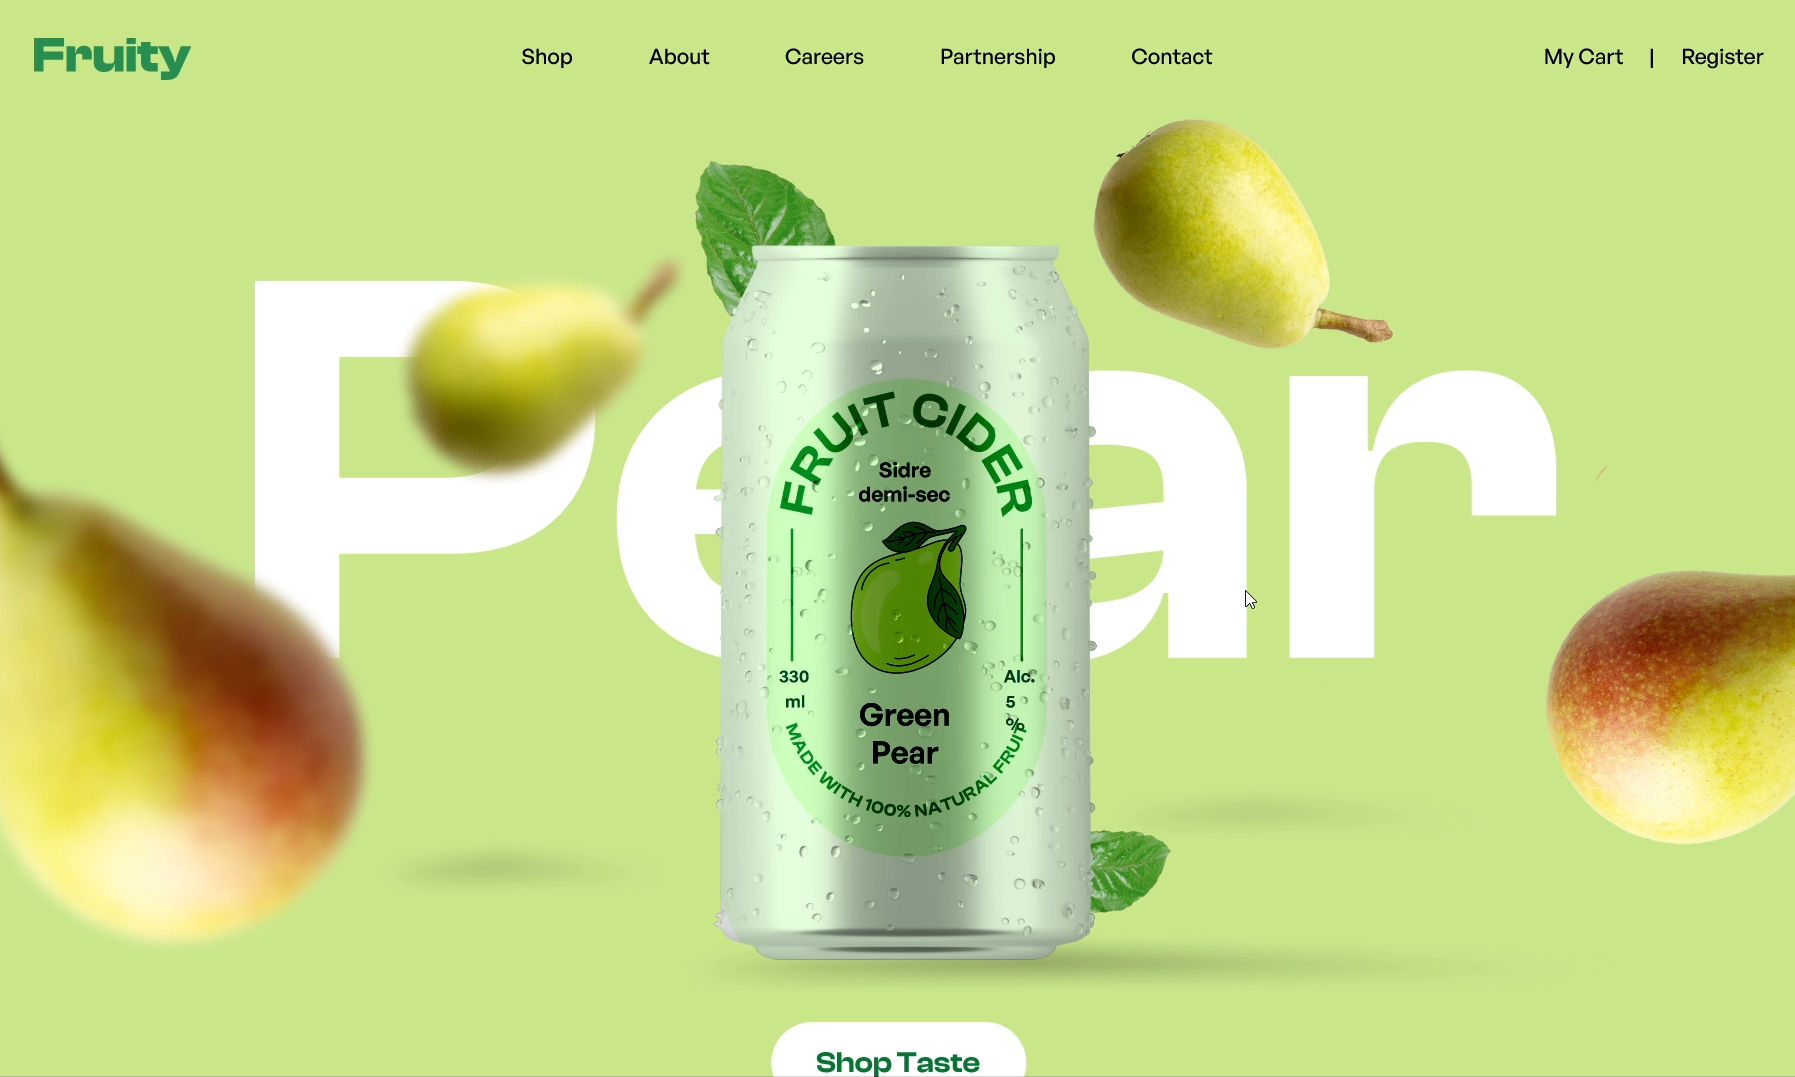 Fruity
Shop
About
Careers
Partnership
Contact
My Cart | Register
Pear
FRUIT CIDER
Sidre
demi-sec
330
ml
Alc.
5
%
Green
Pear
MADE WITH 100% NATURAL FRUIT
Shop Taste